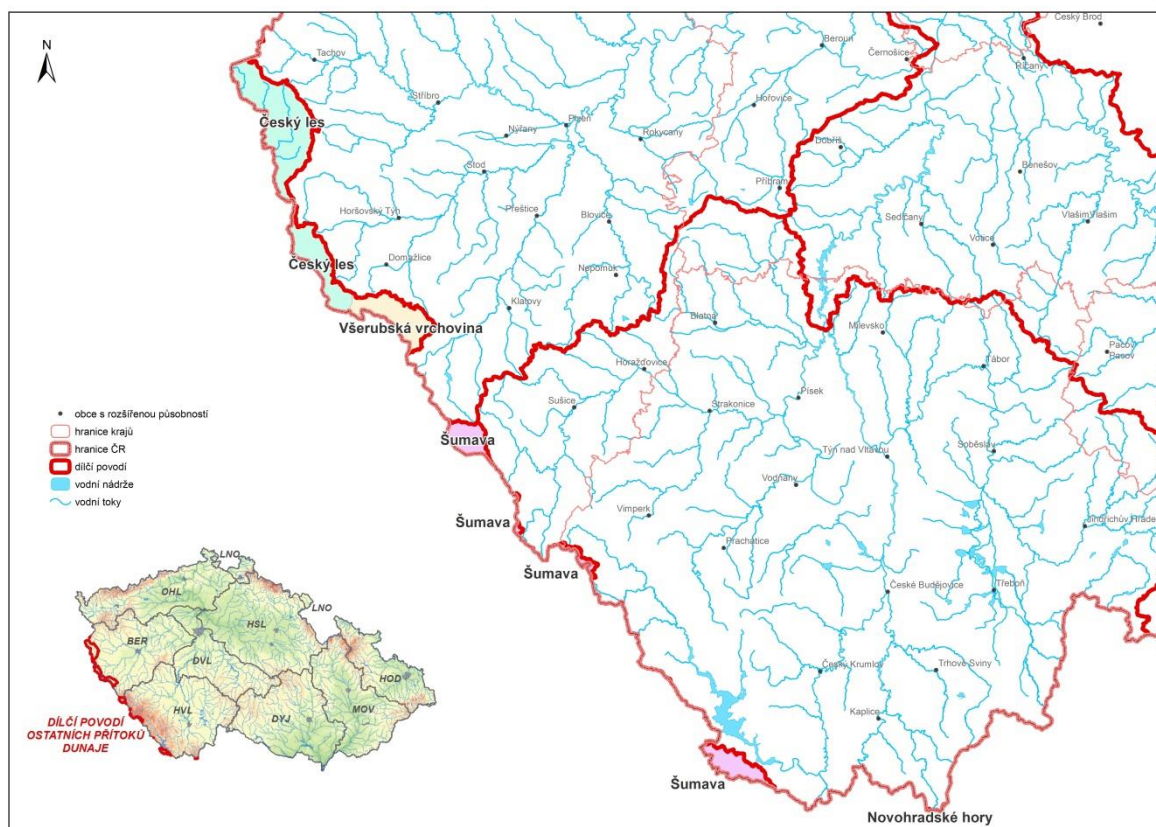 N
Český Brod
Tachov
Beroun
Černošice
Říčany
Stříbro
Hořovice
Český les
Nýřany
Plzeň
Rokycany
Dobříš
Stod
Benešov
Příbram
Horšovský Týn
Přeštice
Blovice
Sedlčany
VlašimVlašim
Votice
Český les
Domažlice
Nepomuk
Klatovy
Všerubská vrchovina
Blatná
Milevsko
Pacov
Pacov
Horažďovice
Tábor
Sušice
Písek
Strakonice
obce s rozšířenou působností
hranice krajů
hranice ČR
dílčí povodí
vodní nádrže
vodní toky
Šumava
Týn nad Vltavou
Soběslav
Vodňany
Šumava
Vimperk
Jindřichův Hradec
Prachatice
Šumava
České Budějovice
Třeboň
Český Krumlov
Trhové Sviny
Kaplice
Šumava
Novohradské hory
LNO
OHL
LNO
HSL
BER
DVL
HOD
HVL
DYJ
MOV
DÍLČÍ POVODÍ
OSTATNÍCH PŘÍTOKŮ
DUNAJE